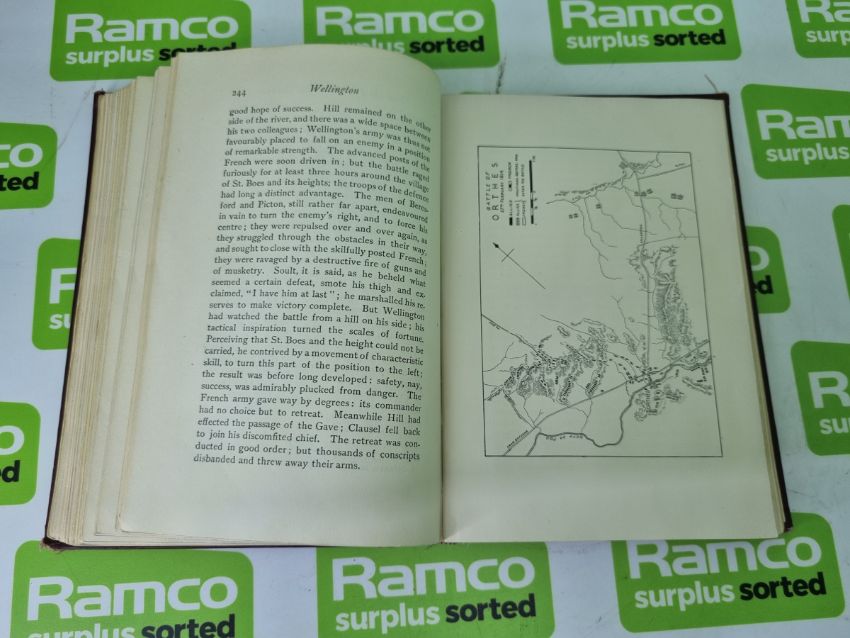 Ramco
surplus sorted
Ramco
surplus sorted
Ramco
surplus sorted
244 Wellington
good hope of success. Hill remained on the other
side of the river, and there was a wide space between
his two colleagues; Wellington's army was thus not
favourably placed to fall on an enemy in a position
of remarkable strength. The advanced posts of the
French were soon driven in; but the battle raged
furiously for at least three hours around the village
of St. Boes and its heights; the troops of the defence
had long a distinct advantage. The men of Beres-
ford and Picton, still rather far apart, endeavoured
in vain to turn the enemy's right, and to force his
centre; they were repulsed over and over again, as
they struggled through the obstacles in their way,
and sought to close with the skilfully posted French;
they were ravaged by a destructive fire of guns and
of musketry. Soult, it is said, as he beheld what
seemed a certain defeat, smote his thigh and ex-
claimed, "I have him at last"; he marshalled his re-
serves to make victory complete. But Wellington
had watched the battle from a hill on his side; his
tactical inspiration turned the scales of fortune.
Perceiving that St. Boes and the height could not be
carried, he contrived by a movement of characteristic
skill, to turn this part of the position to the left;
the result was before long developed: safety, nay,
success, was admirably plucked from danger. The
French army gave way by degrees: its commander
had no choice but to retreat. Meanwhile Hill had
effected the passage of the Gave; Clausel fell back
to join his discomfited chief. The retreat was con-
ducted in good order; but thousands of conscripts
disbanded and threw away their arms.
BATTLE OF
ORTHES
Ramco
surplus sorted
Ramco
surplus sorted
Ramco
surplus sorted
Ramco
surplus sorted
Ramco
surplus sorted